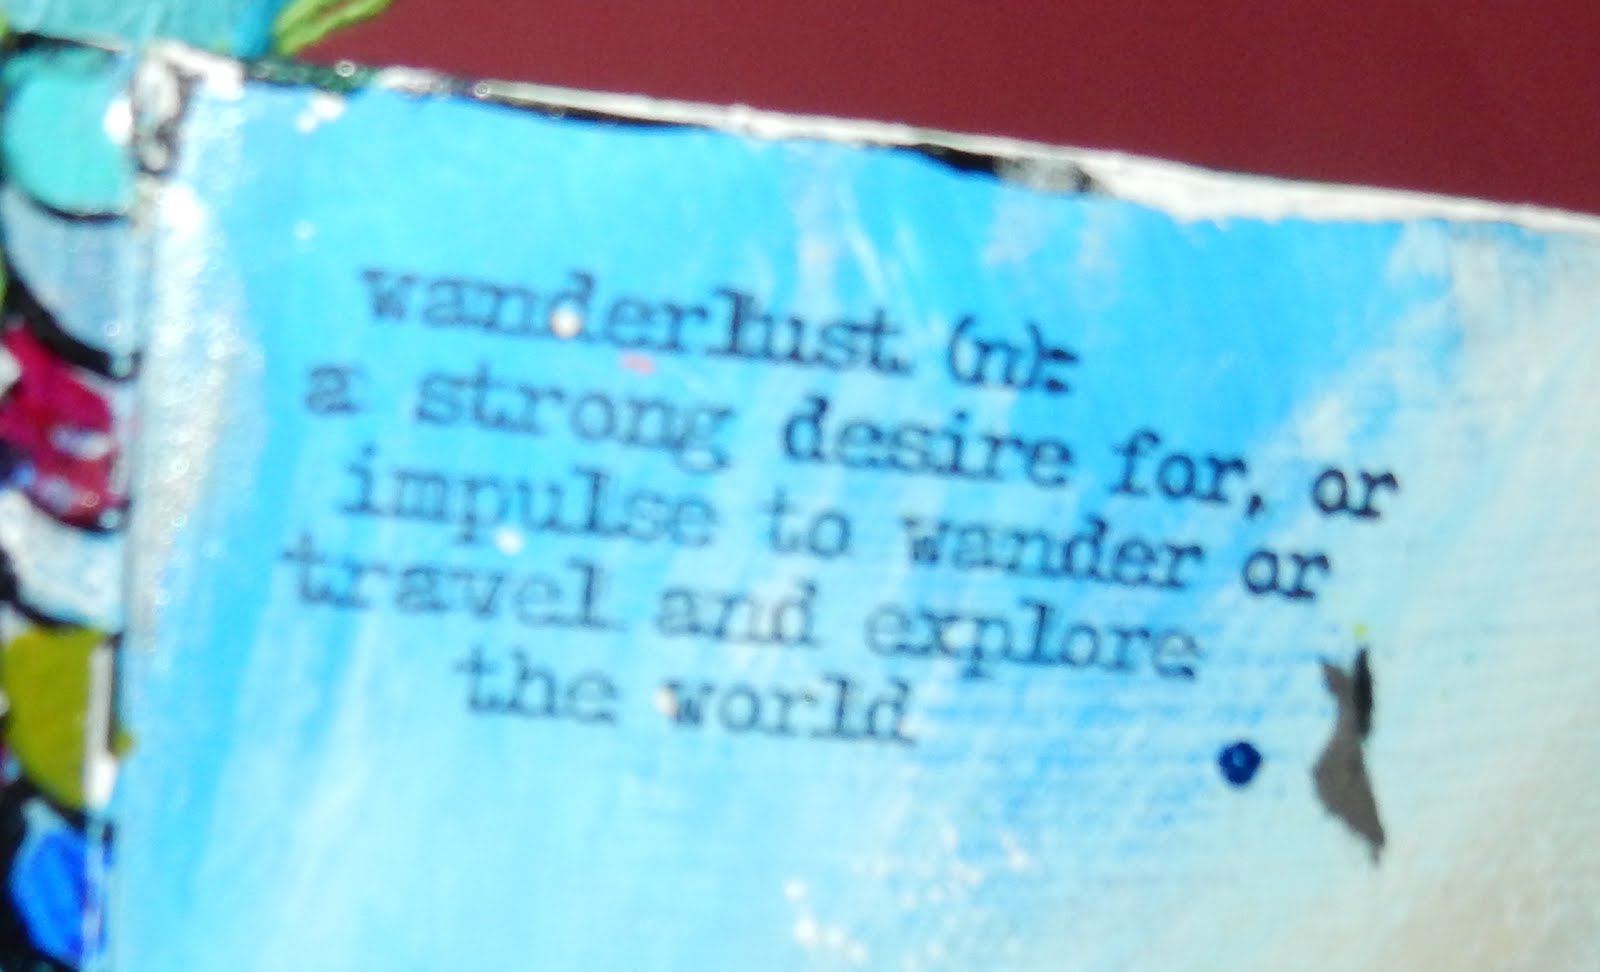 wanderlust (n):
a strong desire for, or
impulse to wander or
travel and explore
the world